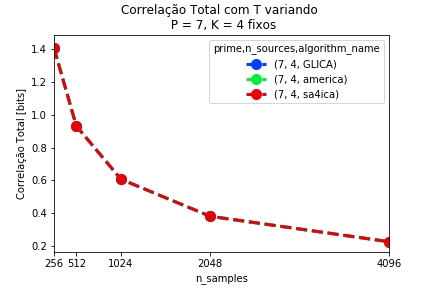 Correlação Total com T variando
P = 7, K = 4 fixos
prime,n_sources,algorithm_name
(7, 4, GLICA)
(7, 4, america)
(7, 4, sa4ica)
Correlação Total [bits]
1.4
1.2
1.0
0.8
0.6
0.4
0.2
256 512 1024 2048 4096
n_samples